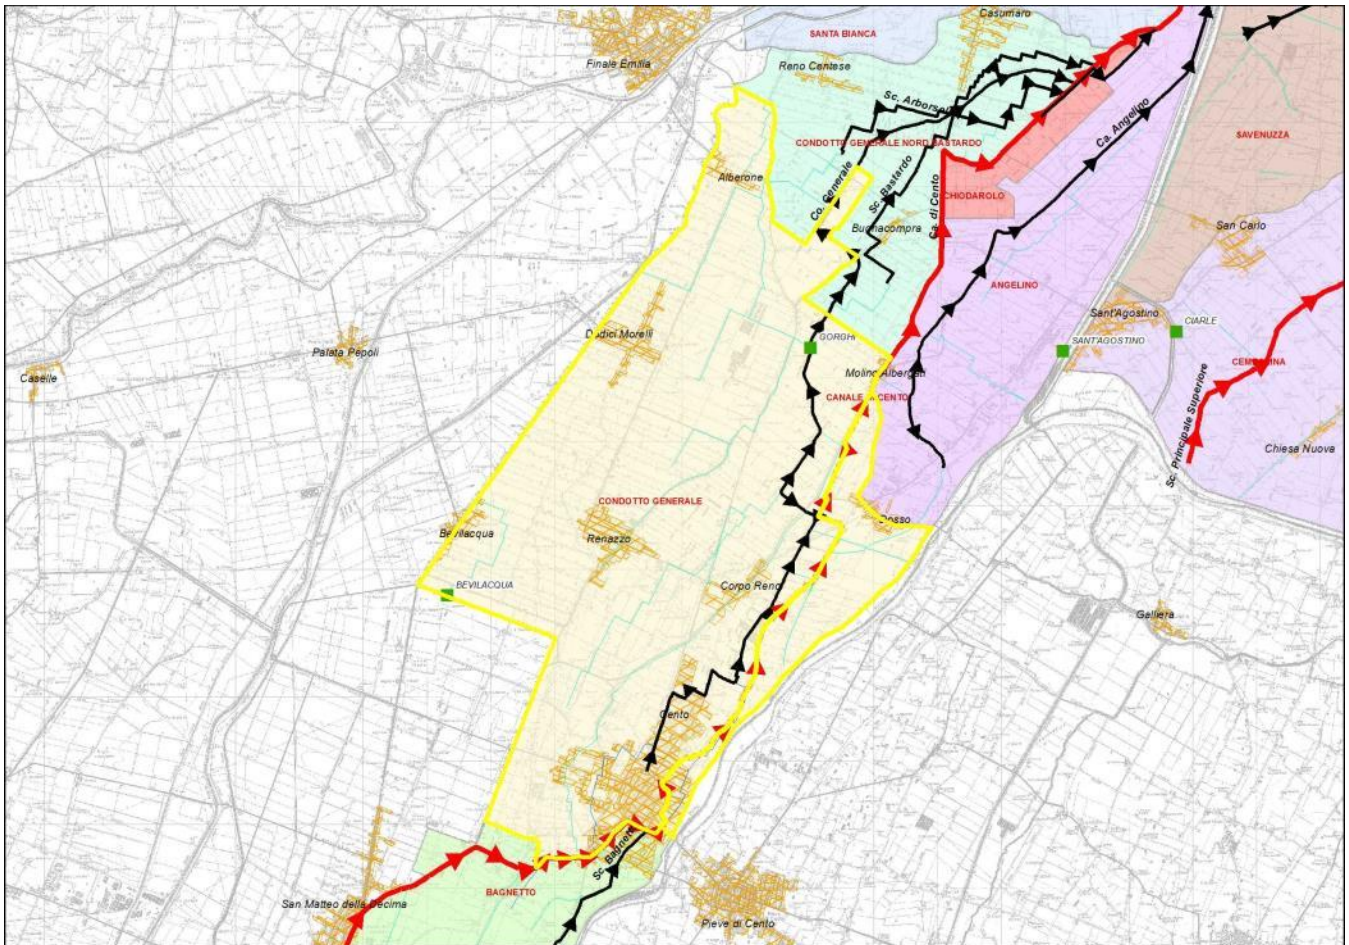 Casumaro
SANTA BIANCA
Finale Emilia
Reno Centese
Sc. Arborsel
Ca. Angelino
SAVENUZZA
CONDOTTO GENERALE NORD BASTARDO
Alberone
Co. Generale
Sc. Bastardo
CHIODAROLO
Ca. di Cento
Buonacompra
San Carlo
ANGELINO
Sant'Agostino
CIARLE
Dodici Morelli
GORGHI
SANT'AGOSTINO
Palata Pepoli
Molino Albergati
CEMBALINA
Caselle
CANALE DI CENTO
Sc. Principale Superiore
Chiesa Nuova
CONDOTTO GENERALE
Dosso
Bevilacqua
Renazzo
BEVILACQUA
Corpo Reno
Galliera
Cento
BAGNETTO
San Matteo della Decima
Pieve di Cento